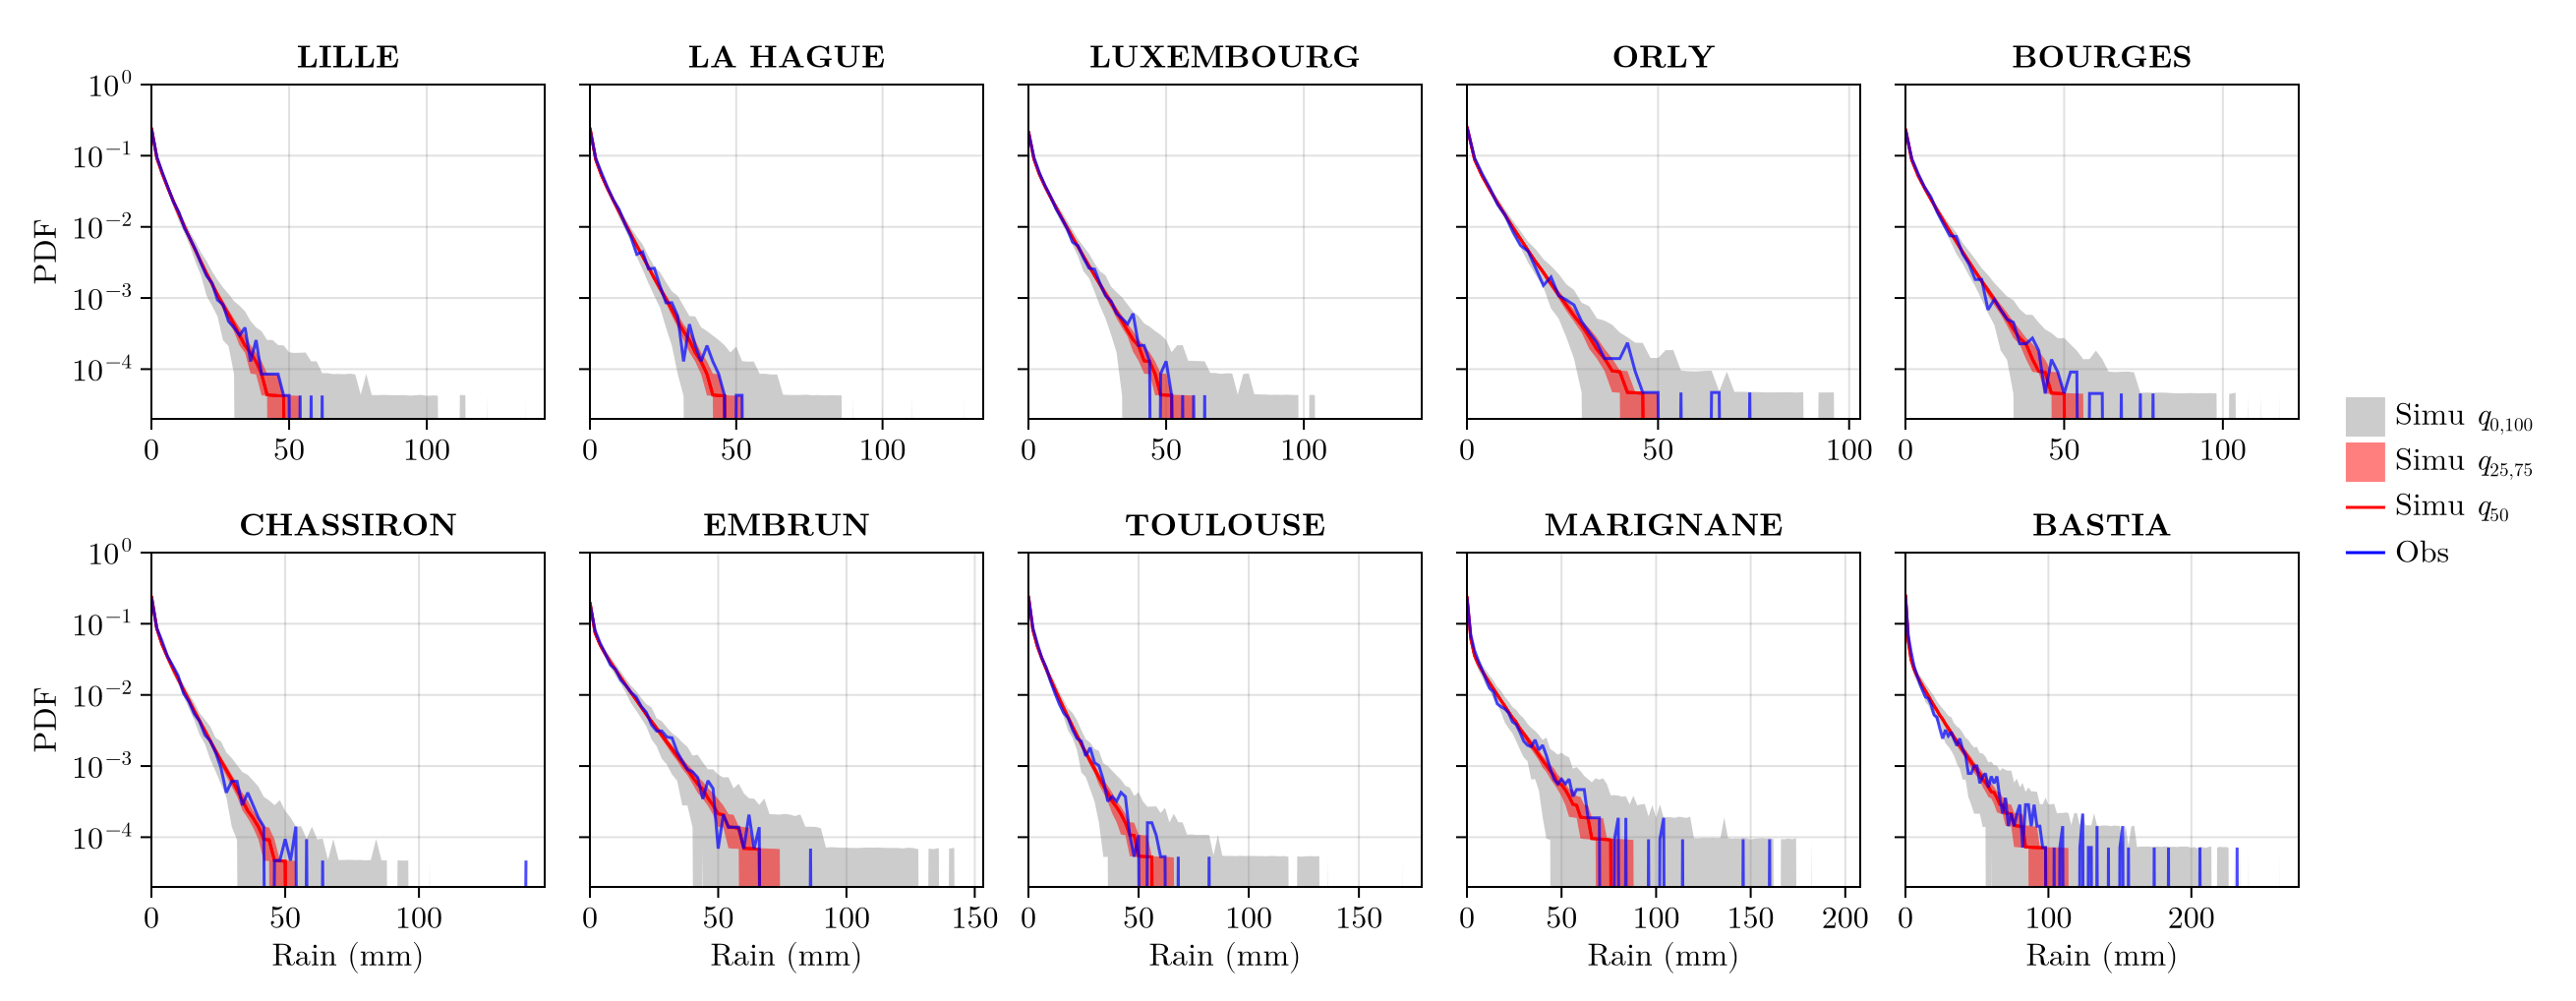 LILLE
LA HAGUE
LUXEMBOURG
ORLY
BOURGES
PDF
10⁰
10⁻¹
10⁻²
10⁻³
10⁻⁴
0 50 100
0 50 100
0 50 100
0 50 100
0 50 100
Simu q₀,₁₀₀
Simu q₂₅,₇₅
Simu q₅₀
Obs
CHASSIRON
EMBRUN
TOULOUSE
MARIGNANE
BASTIA
PDF
10⁰
10⁻¹
10⁻²
10⁻³
10⁻⁴
0 50 100
0 50 100 150
0 50 100 150
0 50 100 150 200
0 100 200
Rain (mm)
Rain (mm)
Rain (mm)
Rain (mm)
Rain (mm)